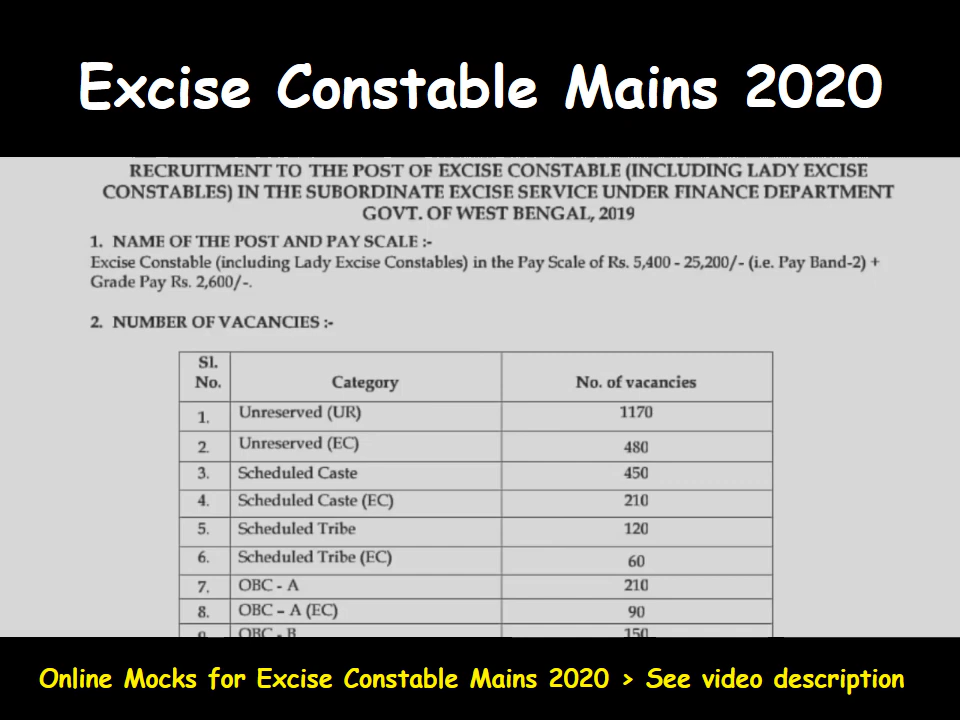 Excise Constable Mains 2020
RECRUITMENT TO THE POST OF EXCISE CONSTABLE (INCLUDING LADY EXCISE
CONSTABLES) IN THE SUBORDINATE EXCISE SERVICE UNDER FINANCE DEPARTMENT
GOVT. OF WEST BENGAL, 2019
1. NAME OF THE POST AND PAY SCALE :-
Excise Constable (including Lady Excise Constables) in the Pay Scale of Rs. 5,400 - 25,200/- (i.e. Pay Band-2) +
Grade Pay Rs. 2,600/-.
2. NUMBER OF VACANCIES :-
Sl.
No. Category No. of vacancies
1. Unreserved (UR) 1170
2. Unreserved (EC) 480
3. Scheduled Caste 450
4. Scheduled Caste (EC) 210
5. Scheduled Tribe 120
6. Scheduled Tribe (EC) 60
7. OBC - A 210
8. OBC – A (EC) 90
OBC - B 150
Online Mocks for Excise Constable Mains 2020 > See video description